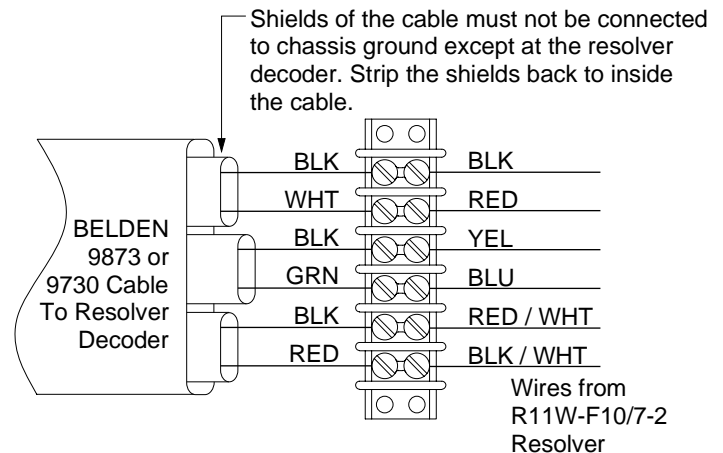 Shields of the cable must not be connected
to chassis ground except at the resolver
decoder. Strip the shields back to inside
the cable.
BELDEN
9873 or
9730 Cable
To Resolver
Decoder
BLK
BLK
WHT
RED
BLK
YEL
GRN
BLU
BLK
RED / WHT
RED
BLK / WHT
Wires from
R11W-F10/7-2
Resolver